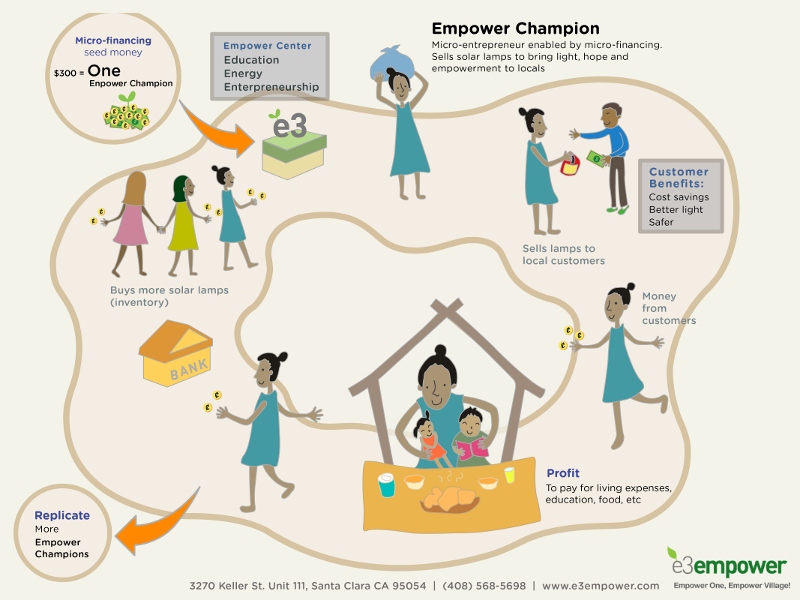 Micro-financing
seed money
$300 = One
Enpower Champion
Empower Center
Education
Energy
Enterpreneurship
e3
Empower Champion
Micro-entrepreneur enabled by micro-financing.
Sells solar lamps to bring light, hope and
empowerment to locals
Customer
Benefits:
Cost savings
Better light
Safer
Sells lamps to
local customers
Buys more solar lamps
(inventory)
Money
from
customers
BANK
Profit
To pay for living expenses,
education, food, etc
Replicate
More
Empower
Champions
3270 Keller St. Unit 111, Santa Clara CA 95054 | (408) 568-5698 | www.e3empower.com
e3empower
Empower One, Empower Village!